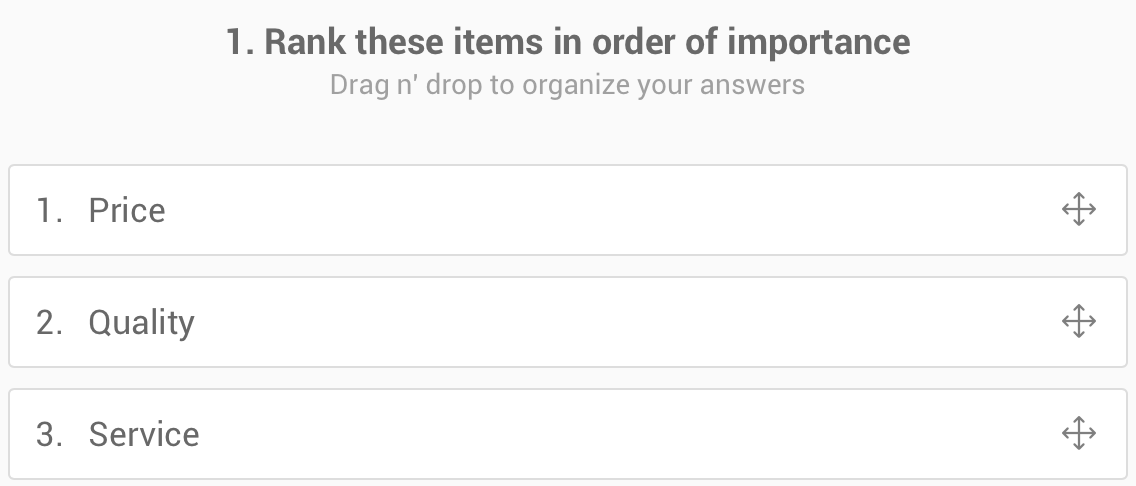 1. Rank these items in order of importance
Drag n' drop to organize your answers
1. Price
2. Quality
3. Service